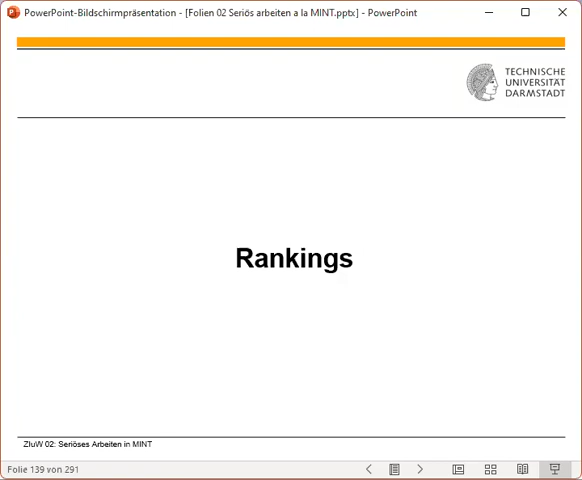 PowerPoint-Bildschirmpräsentation - [Folien 02 Seriös arbeiten a la MINT.pptx] - PowerPoint
TECHNISCHE
UNIVERSITÄT
DARMSTADT
Rankings
ZIuW 02: Seriöses Arbeiten in MINT
Folie 139 von 291